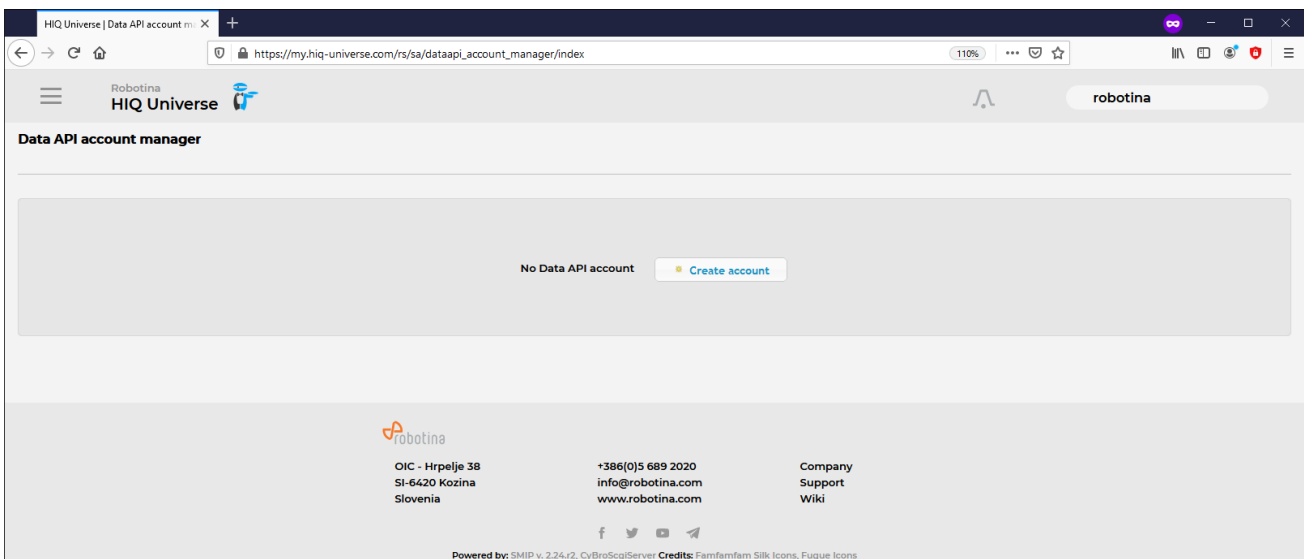 HIQ Universe | Data API account m
https://my.hiq-universe.com/rs/sa/dataapi_account_manager/index
110%
Robotina
HIQ Universe
robotina
Data API account manager
No Data API account
Create account
robotina
OIC - Hrpelje 38
SI-6420 Kozina
Slovenia
+386(0)5 689 2020
info@robotina.com
www.robotina.com
Company
Support
Wiki
Powered by: SMIP v. 2.24.r2, CyBroScgiServer Credits: Famfamfam Silk Icons, Fugue Icons